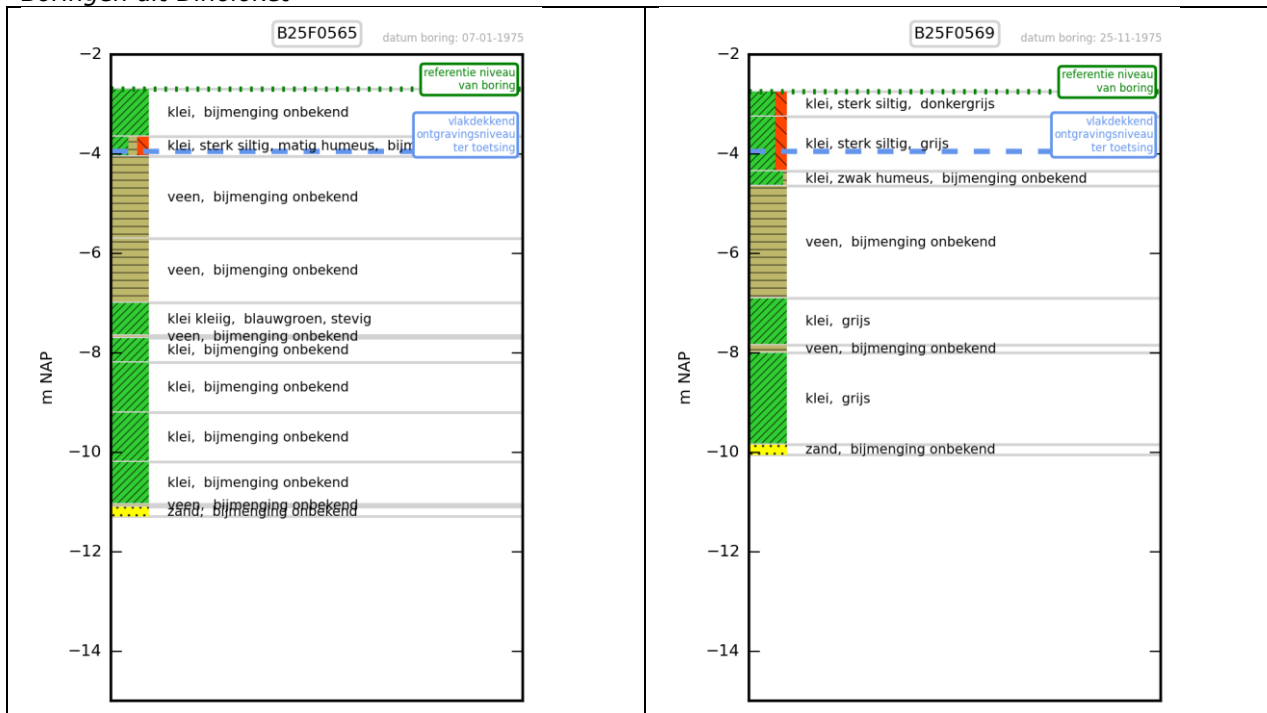 Boringen uit Dinoloket
B25F0565
datum boring: 07-01-1975
−2
referentie niveau
van boring
klei, bijmenging onbekend
vlakdekkend
ontgravingsniveau
ter toetsing
klei, sterk siltig, matig humeus, bijm
−4
veen, bijmenging onbekend
−6
veen, bijmenging onbekend
klei kleiig, blauwgroen, stevig
veen, bijmenging onbekend
−8
klei, bijmenging onbekend
m NAP
klei, bijmenging onbekend
klei, bijmenging onbekend
−10
klei, bijmenging onbekend
veen, bijmenging onbekend
zand, bijmenging onbekend
−12
−14
B25F0569
datum boring: 25-11-1975
−2
referentie niveau
van boring
klei, sterk siltig, donkergrijs
vlakdekkend
ontgravingsniveau
ter toetsing
klei, sterk siltig, grijs
−4
klei, zwak humeus, bijmenging onbekend
veen, bijmenging onbekend
−6
klei, grijs
veen, bijmenging onbekend
−8
m NAP
klei, grijs
zand, bijmenging onbekend
−10
−12
−14